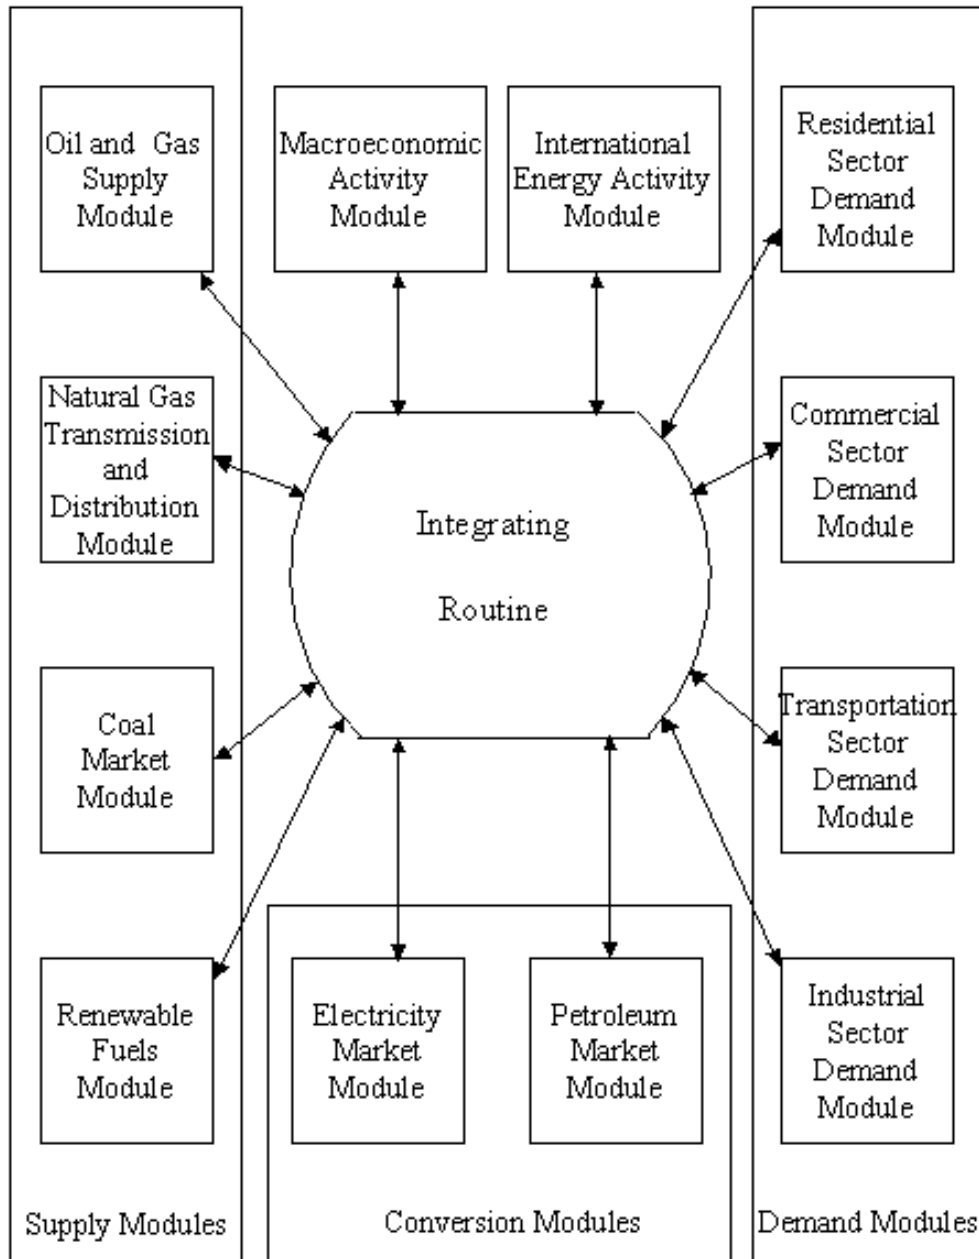 Oil and Gas
Supply
Module
Macroeconomic
Activity
Module
International
Energy Activity
Module
Residential
Sector
Demand
Module
Natural Gas
Transmission
and
Distribution
Module
Commercial
Sector
Demand
Module
Integrating
Routine
Coal
Market
Module
Transportation
Sector
Demand
Module
Renewable
Fuels
Module
Electricity
Market
Module
Petroleum
Market
Module
Industrial
Sector
Demand
Module
Supply Modules
Conversion Modules
Demand Modules